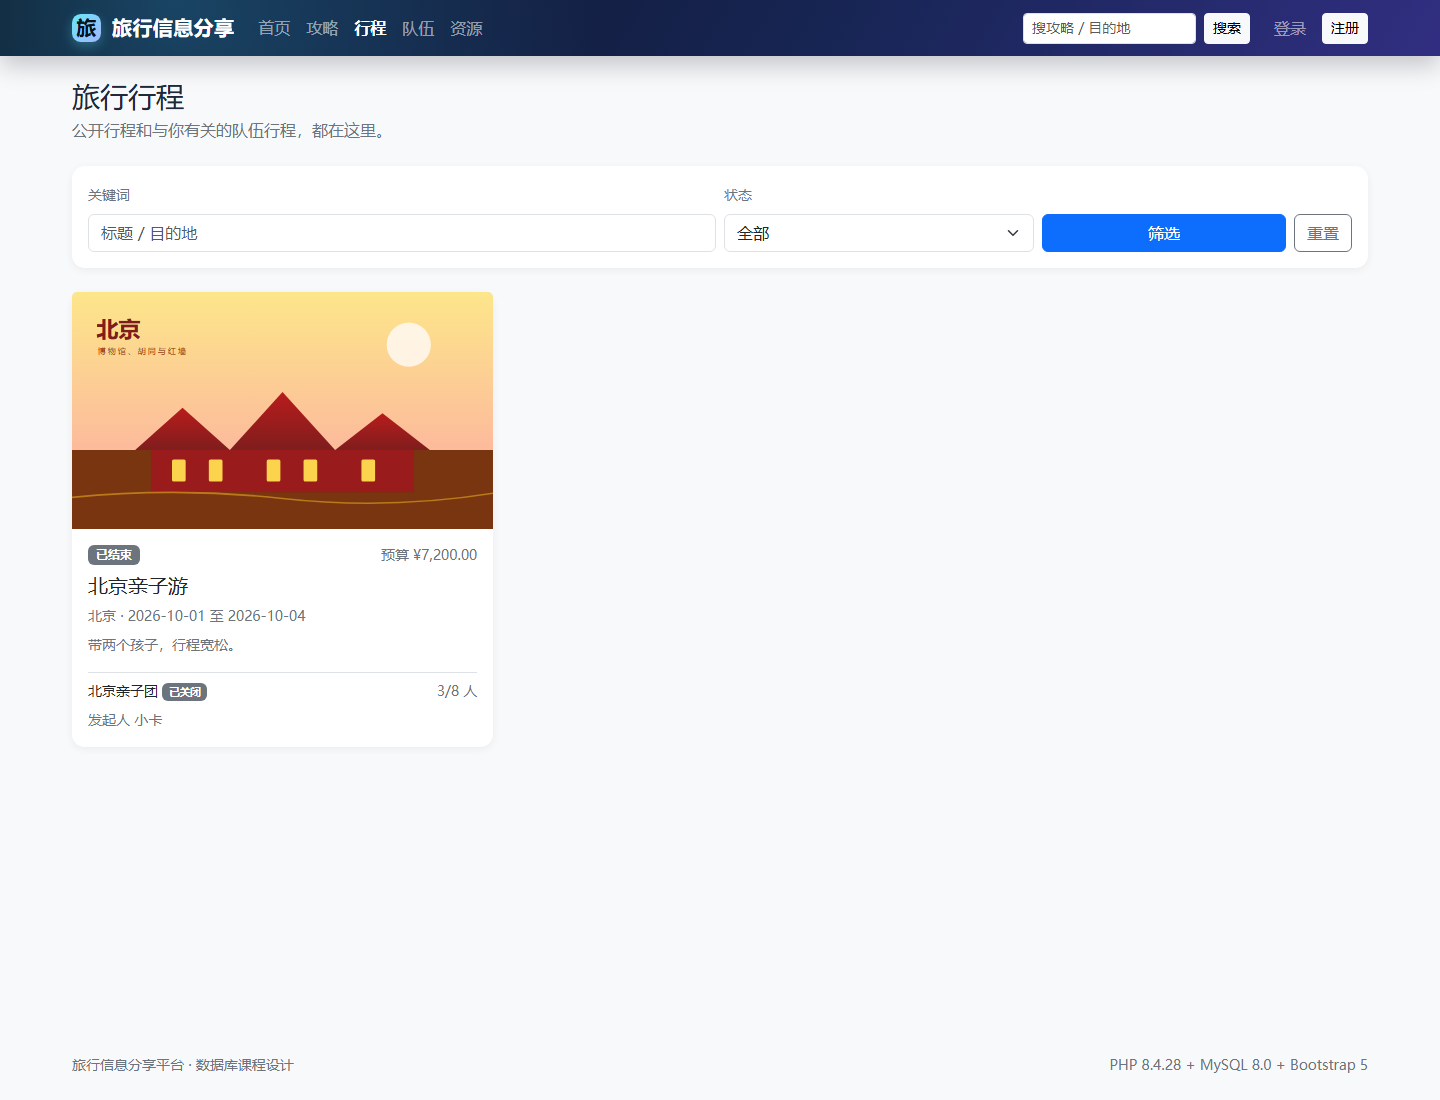 旅 旅行信息分享 首页 攻略 行程 队伍 资源 搜攻略 / 目的地 搜索 登录 注册
旅行行程
公开行程和与你有关的队伍行程，都在这里。
关键词 状态
标题 / 目的地 全部 筛选 重置
北京
博物馆、胡同与红墙
已结束 预算 ¥7,200.00
北京亲子游
北京 · 2026-10-01 至 2026-10-04
带两个孩子，行程宽松。
北京亲子团 已关闭 3/8 人
发起人 小卡
旅行信息分享平台 · 数据库课程设计 PHP 8.4.28 + MySQL 8.0 + Bootstrap 5